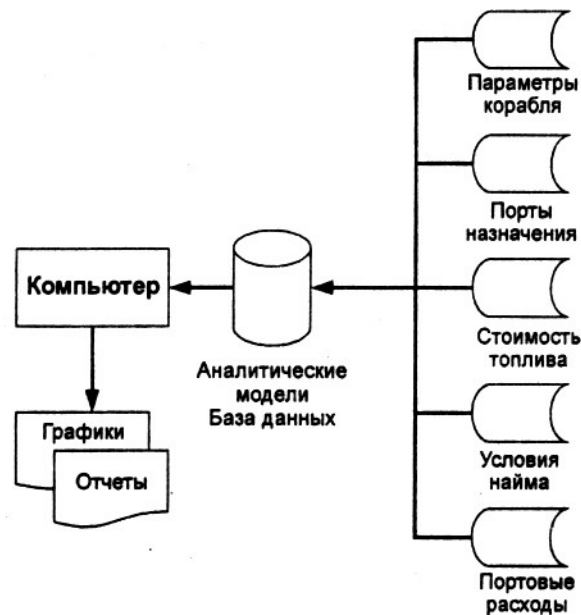 Параметры
корабля
Порты
назначения
Компьютер
Стоимость
топлива
Аналитические
модели
База данных
Графики
Отчеты
Условия
найма
Портовые
расходы